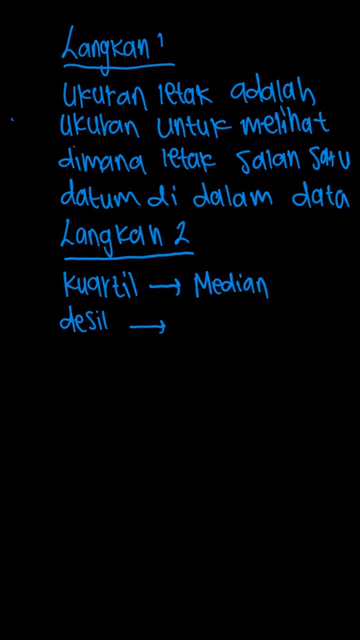 Langkah 1
ukuran letak adalah
ukuran untuk melihat
dimana letak salah satu
datum di dalam data
Langkah 2
kuartil → Median
desil →